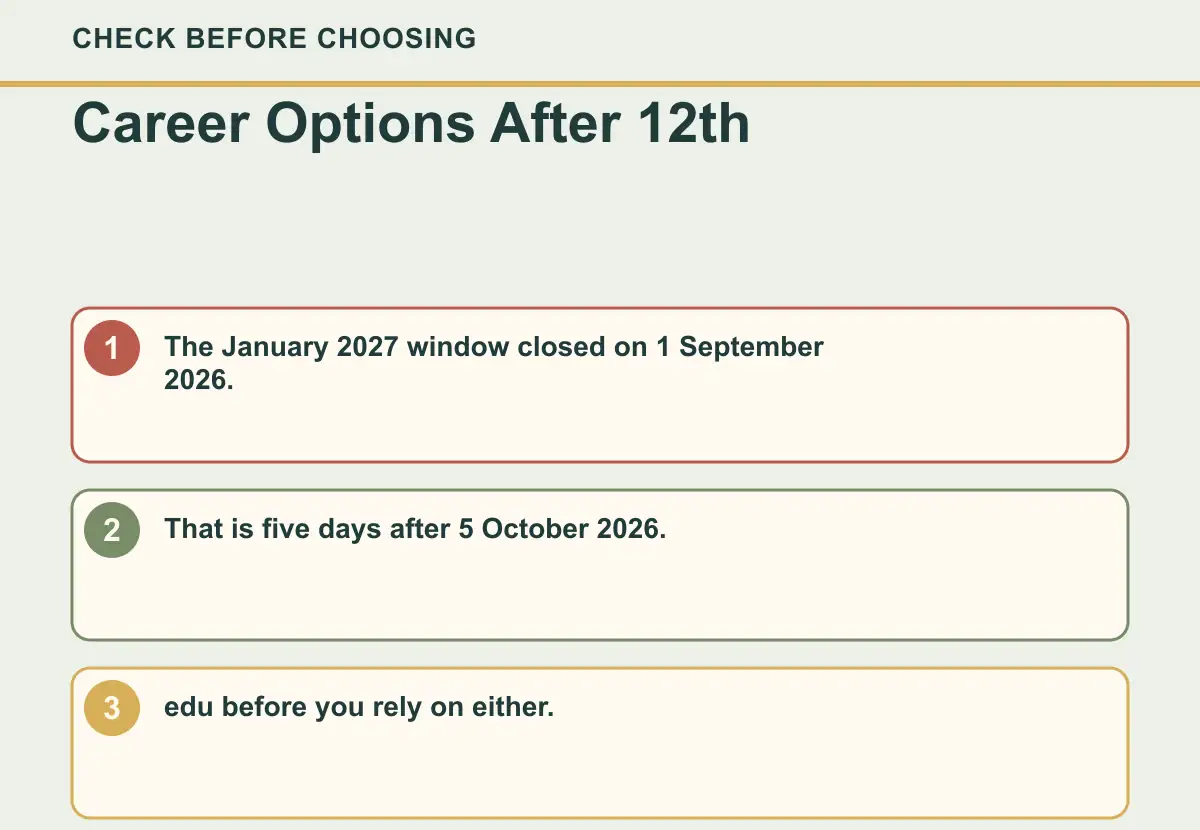 CHECK BEFORE CHOOSING
Career Options After 12th
1
The January 2027 window closed on 1 September
2026.
2
That is five days after 5 October 2026.
3
edu before you rely on either.